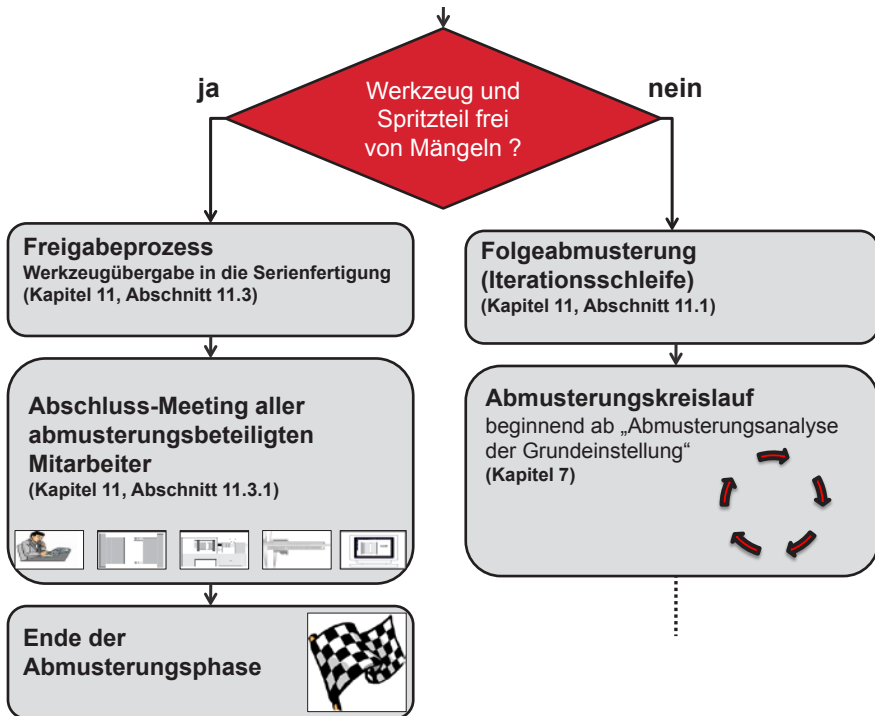 Werkzeug und
Spritzteil frei
von Mängeln ?
ja
nein
Freigabeprozess
Werkzeugübergabe in die Serienfertigung
(Kapitel 11, Abschnitt 11.3)
Abschluss-Meeting aller
abmusterungsbeteiligten
Mitarbeiter
(Kapitel 11, Abschnitt 11.3.1)
Ende der
Abmusterungsphase
Folgeabmusterung
(Iterationsschleife)
(Kapitel 11, Abschnitt 11.1)
Abmusterungskreislauf
beginnend ab „Abmusterungsanalyse
der Grundeinstellung“
(Kapitel 7)